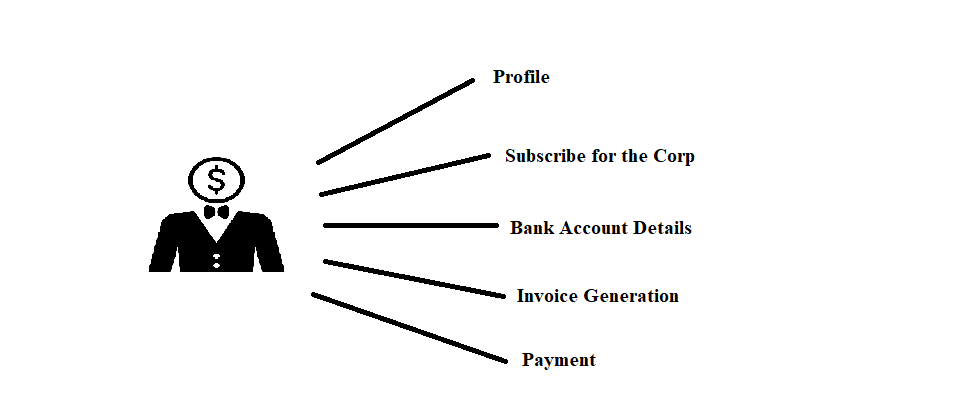 Profile
Subscribe for the Corp
$
Bank Account Details
Invoice Generation
Payment